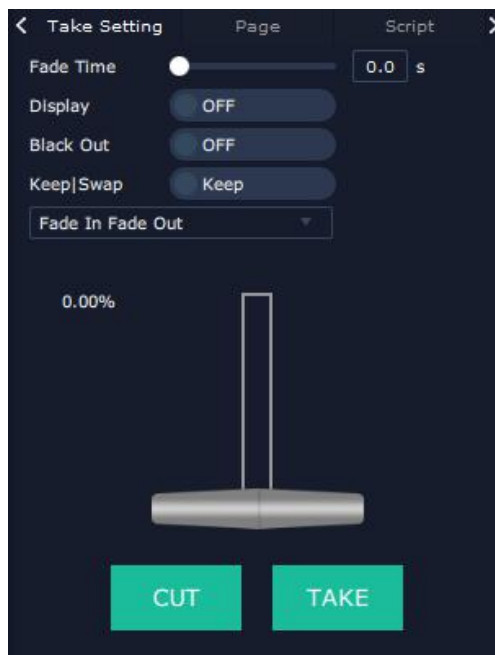 Take Setting Page Script
Fade Time 0.0 s
Display OFF
Black Out OFF
Keep|Swap Keep
Fade In Fade Out
0.00%
CUT TAKE